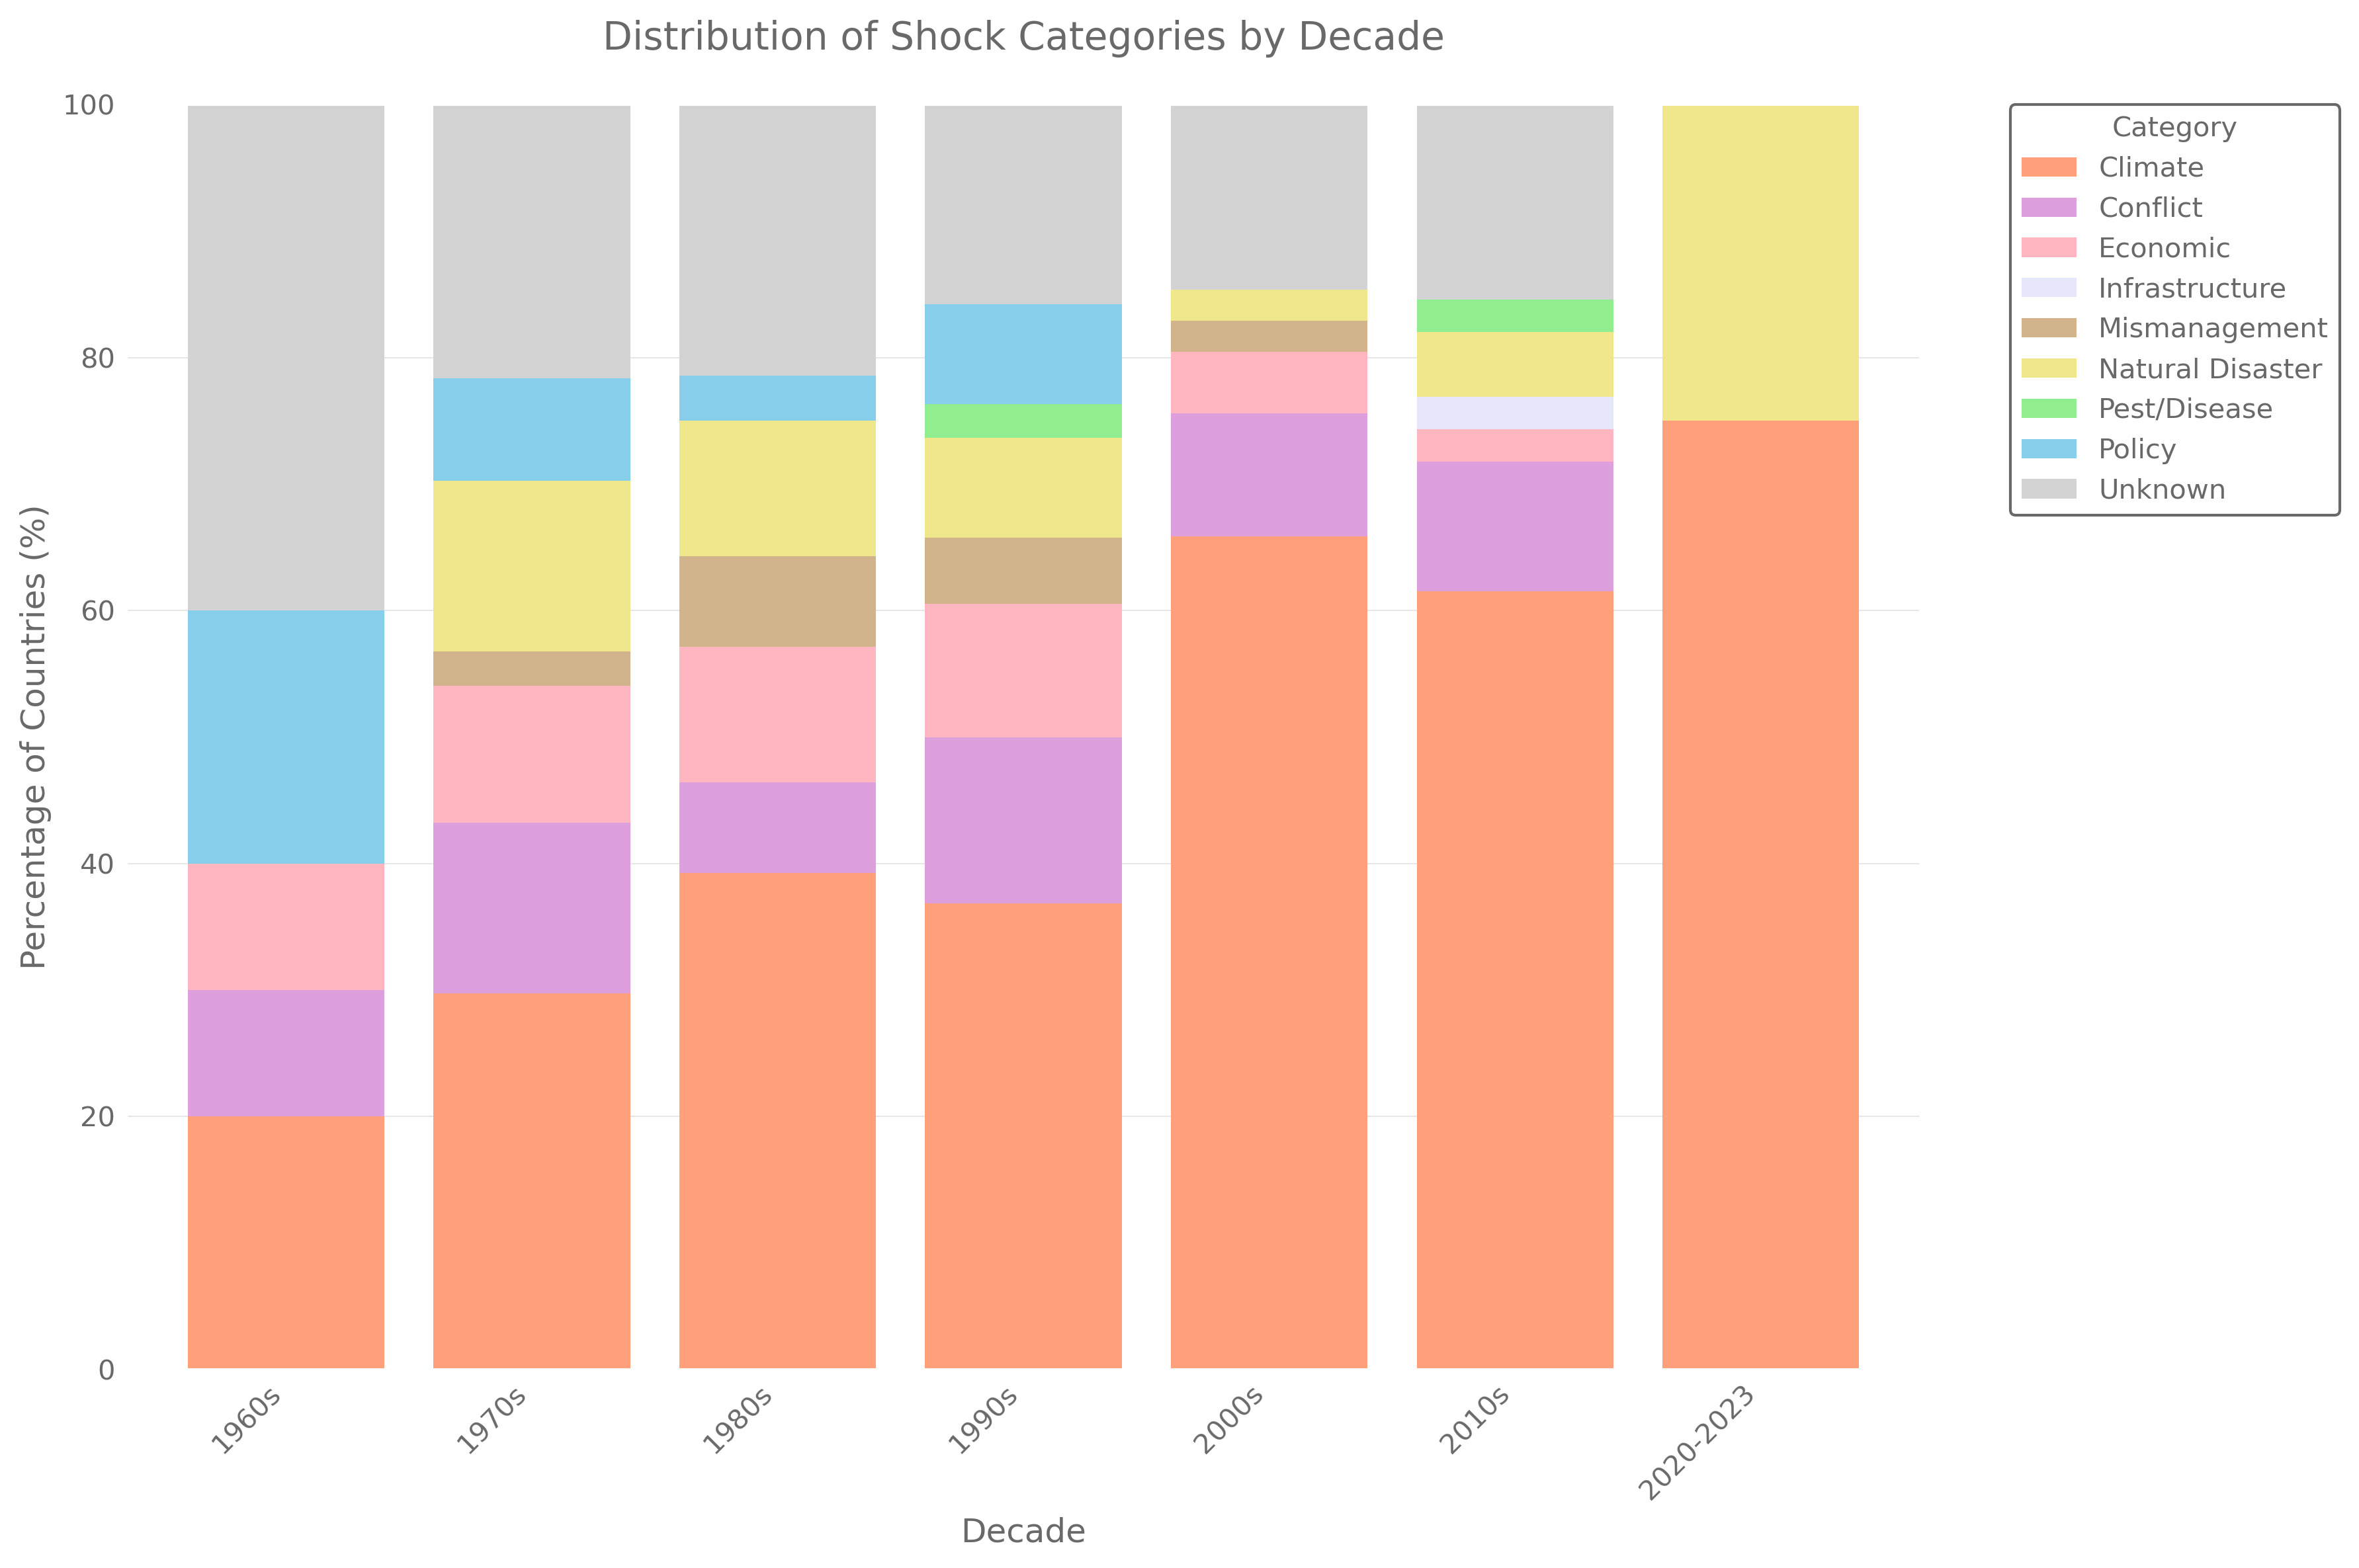 Distribution of Shock Categories by Decade
Percentage of Countries (%)
100
80
60
40
20
0
1960s
1970s
1980s
1990s
2000s
2010s
2020-2023
Decade
Category
Climate
Conflict
Economic
Infrastructure
Mismanagement
Natural Disaster
Pest/Disease
Policy
Unknown